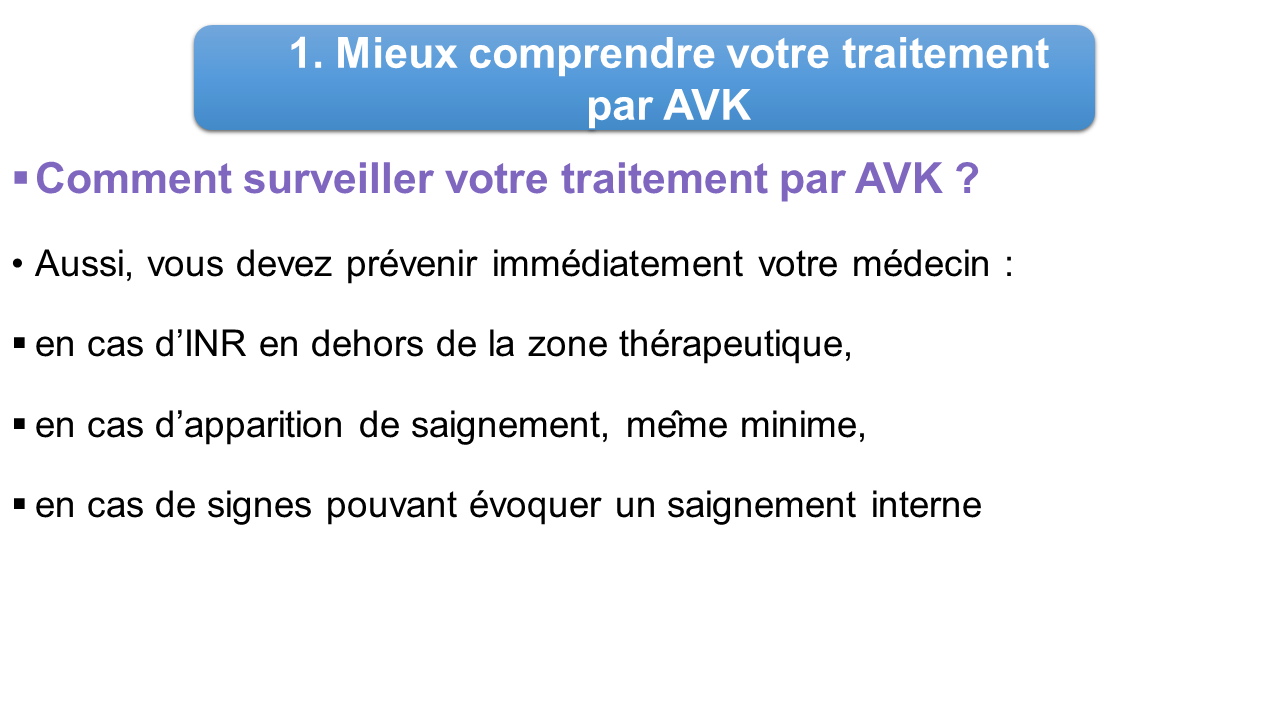 1. Mieux comprendre votre traitement
par AVK
▪ Comment surveiller votre traitement par AVK ?
• Aussi, vous devez prévenir immédiatement votre médecin :
▪ en cas d’INR en dehors de la zone thérapeutique,
▪ en cas d’apparition de saignement, même minime,
▪ en cas de signes pouvant évoquer un saignement interne